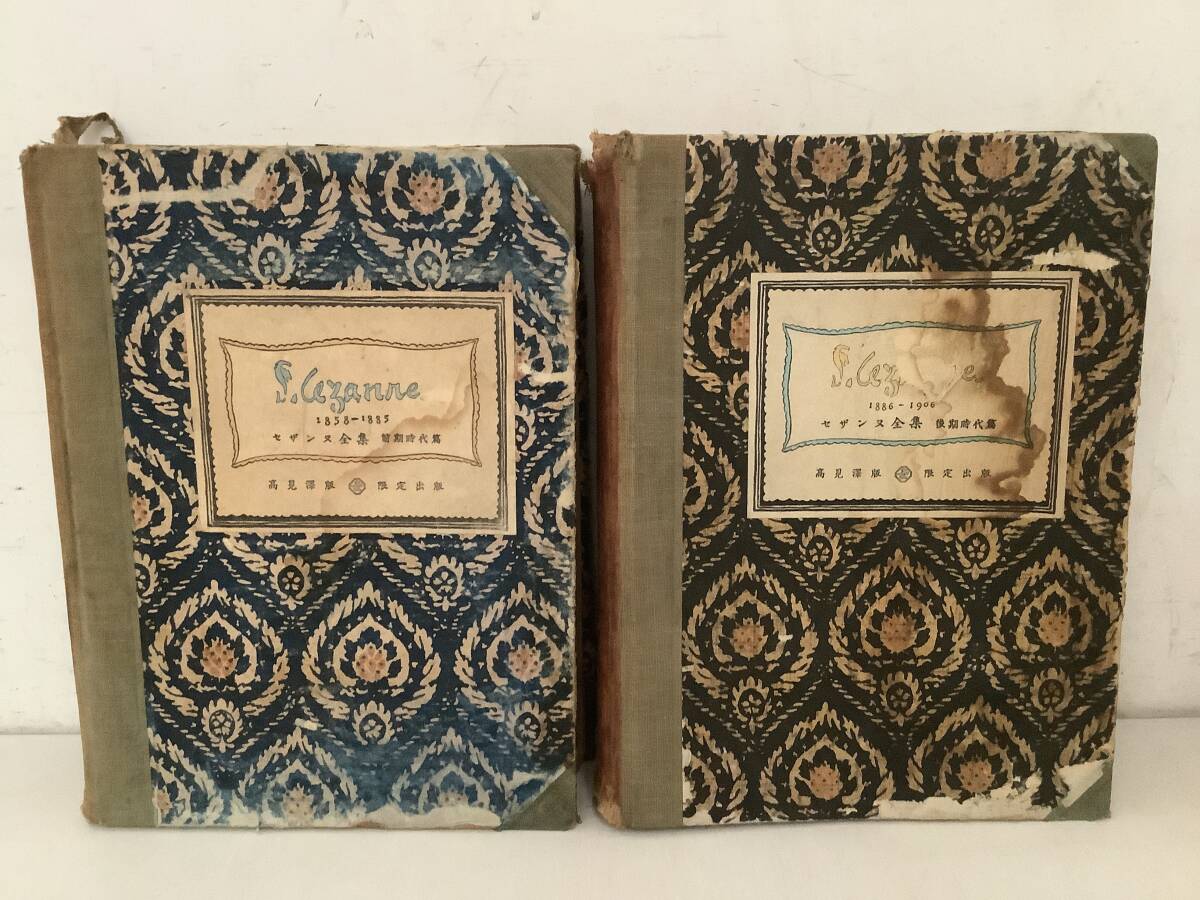 P. Cezanne
1858-1885
セザンヌ全集 前期時代篇
高見澤版 限定出版
P. Cezanne
1886-1906
セザンヌ全集 後期時代篇
高見澤版 限定出版